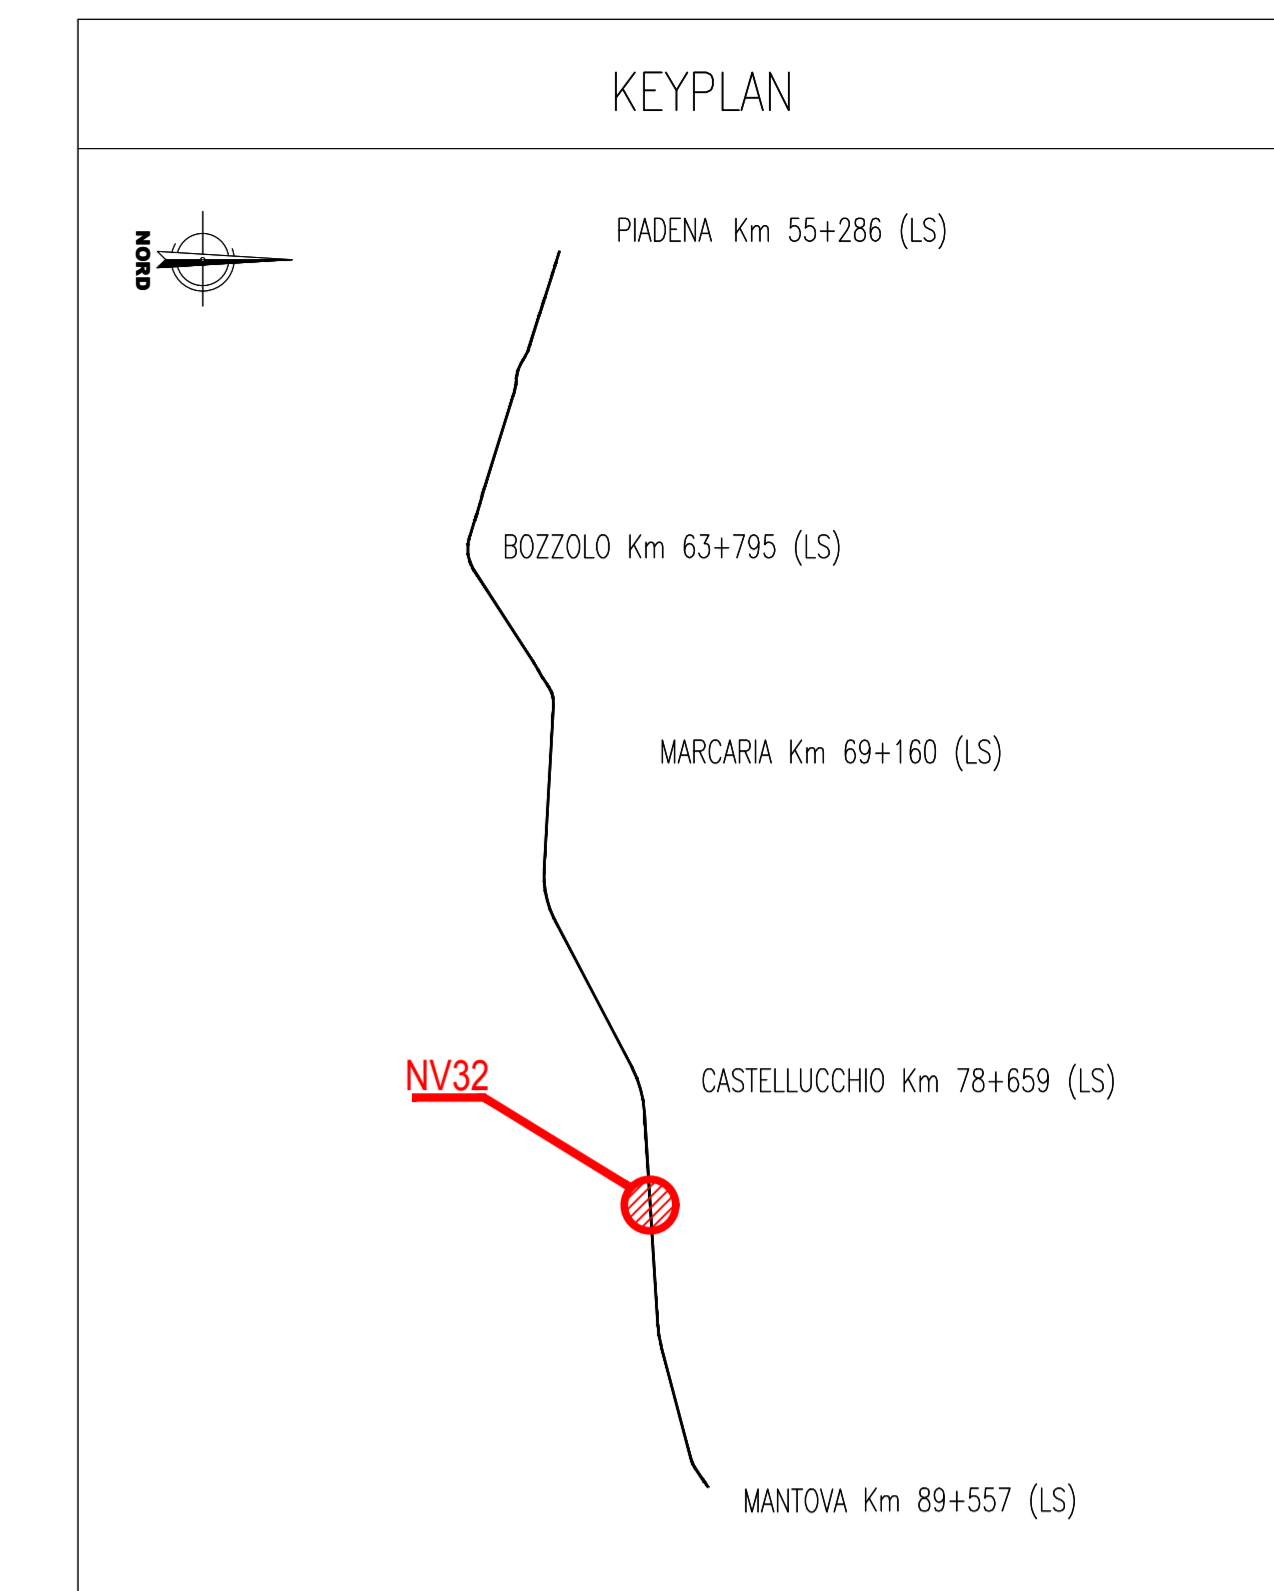 KEYPLAN
NORD
PIADENA Km 55+286 (LS)
BOZZOLO Km 63+795 (LS)
MARCARIA Km 69+160 (LS)
NV32
CASTELLUCCHIO Km 78+659 (LS)
MANTOVA Km 89+557 (LS)